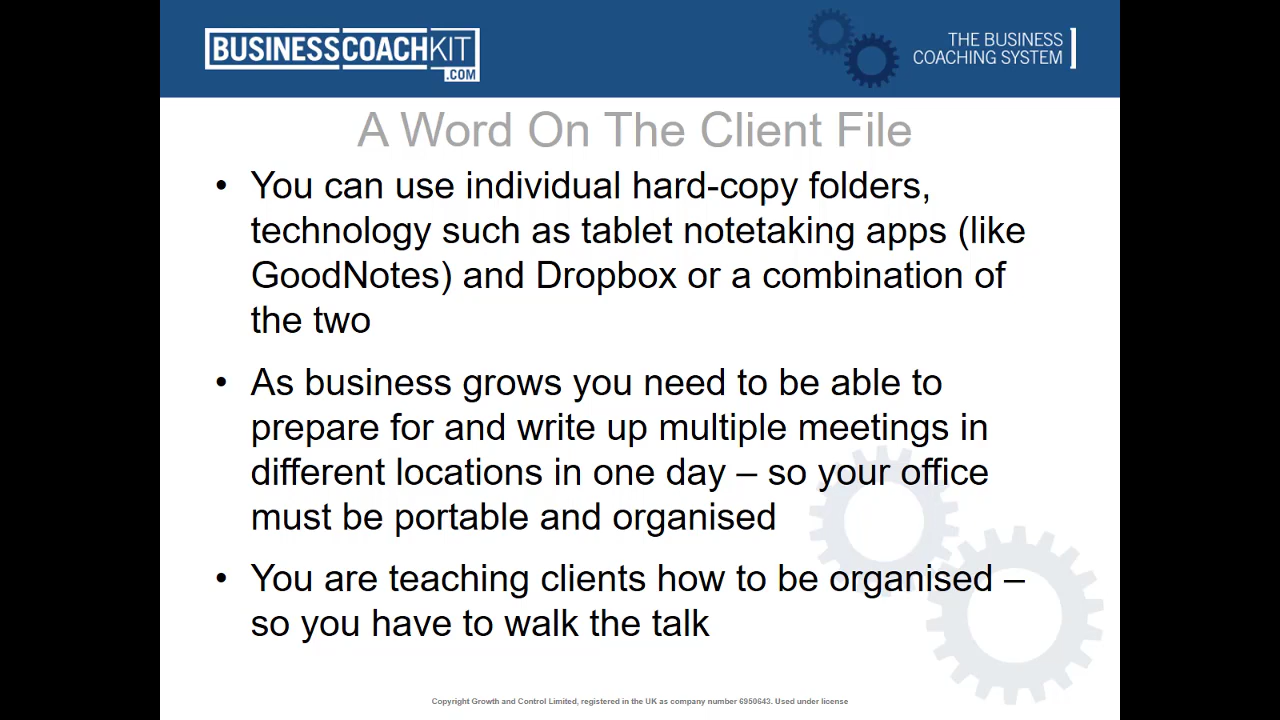 BUSINESSCOACHKIT
.COM
THE BUSINESS
COACHING SYSTEM
A Word On The Client File
• You can use individual hard-copy folders,
technology such as tablet notetaking apps (like
GoodNotes) and Dropbox or a combination of
the two
• As business grows you need to be able to
prepare for and write up multiple meetings in
different locations in one day – so your office
must be portable and organised
• You are teaching clients how to be organised –
so you have to walk the talk
Copyright Growth and Control Limited, registered in the UK as company number 6950643. Used under license